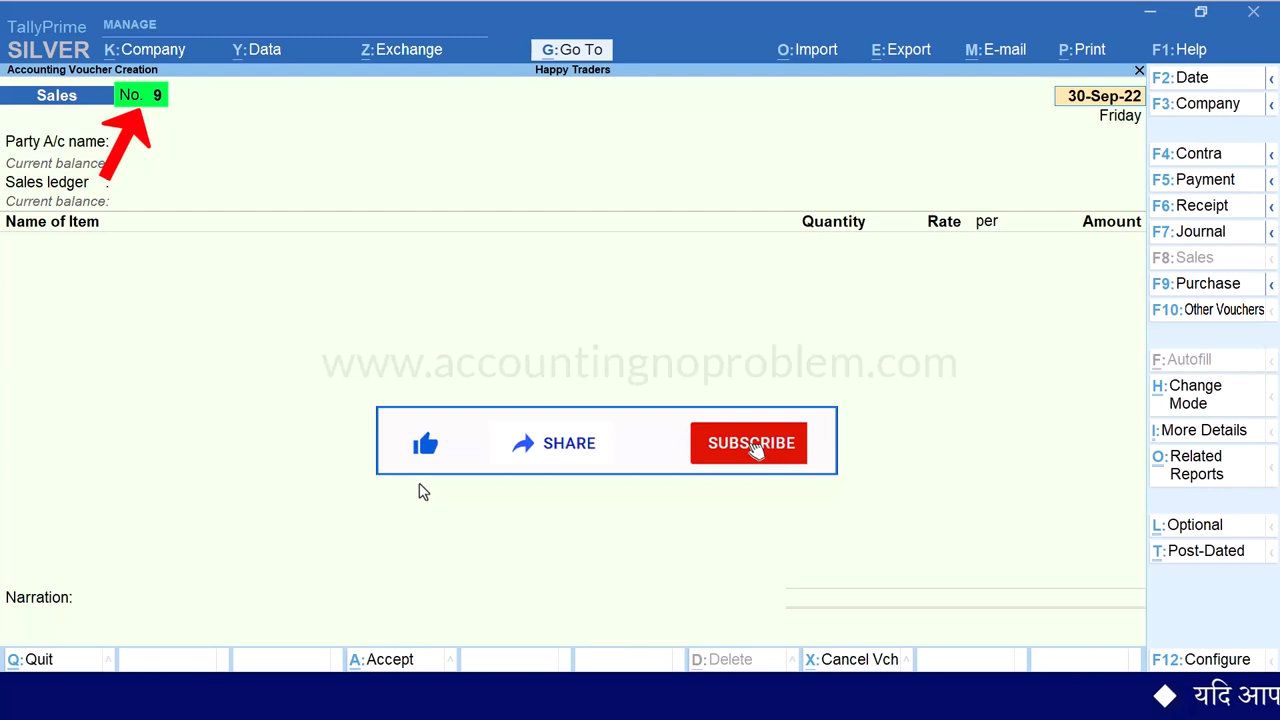 TallyPrime MANAGE
SILVER K:Company Y:Data Z:Exchange G:Go To O:Import E:Export M:E-mail P:Print F1:Help
Accounting Voucher Creation Happy Traders
Sales No. 9 30-Sep-22
Friday
Party A/c name:
Current balance:
Sales ledger :
Current balance:
Name of Item Quantity Rate per Amount
www.accountingnoproblem.com
SHARE SUBSCRIBE
Narration:
Q:Quit A:Accept D:Delete X:Cancel Vch
F2:Date
F3:Company
F4:Contra
F5:Payment
F6:Receipt
F7:Journal
F8:Sales
F9:Purchase
F10:Other Vouchers
F:Autofill
H:Change
Mode
I:More Details
O:Related
Reports
L:Optional
T:Post-Dated
F12:Configure
यदि आप